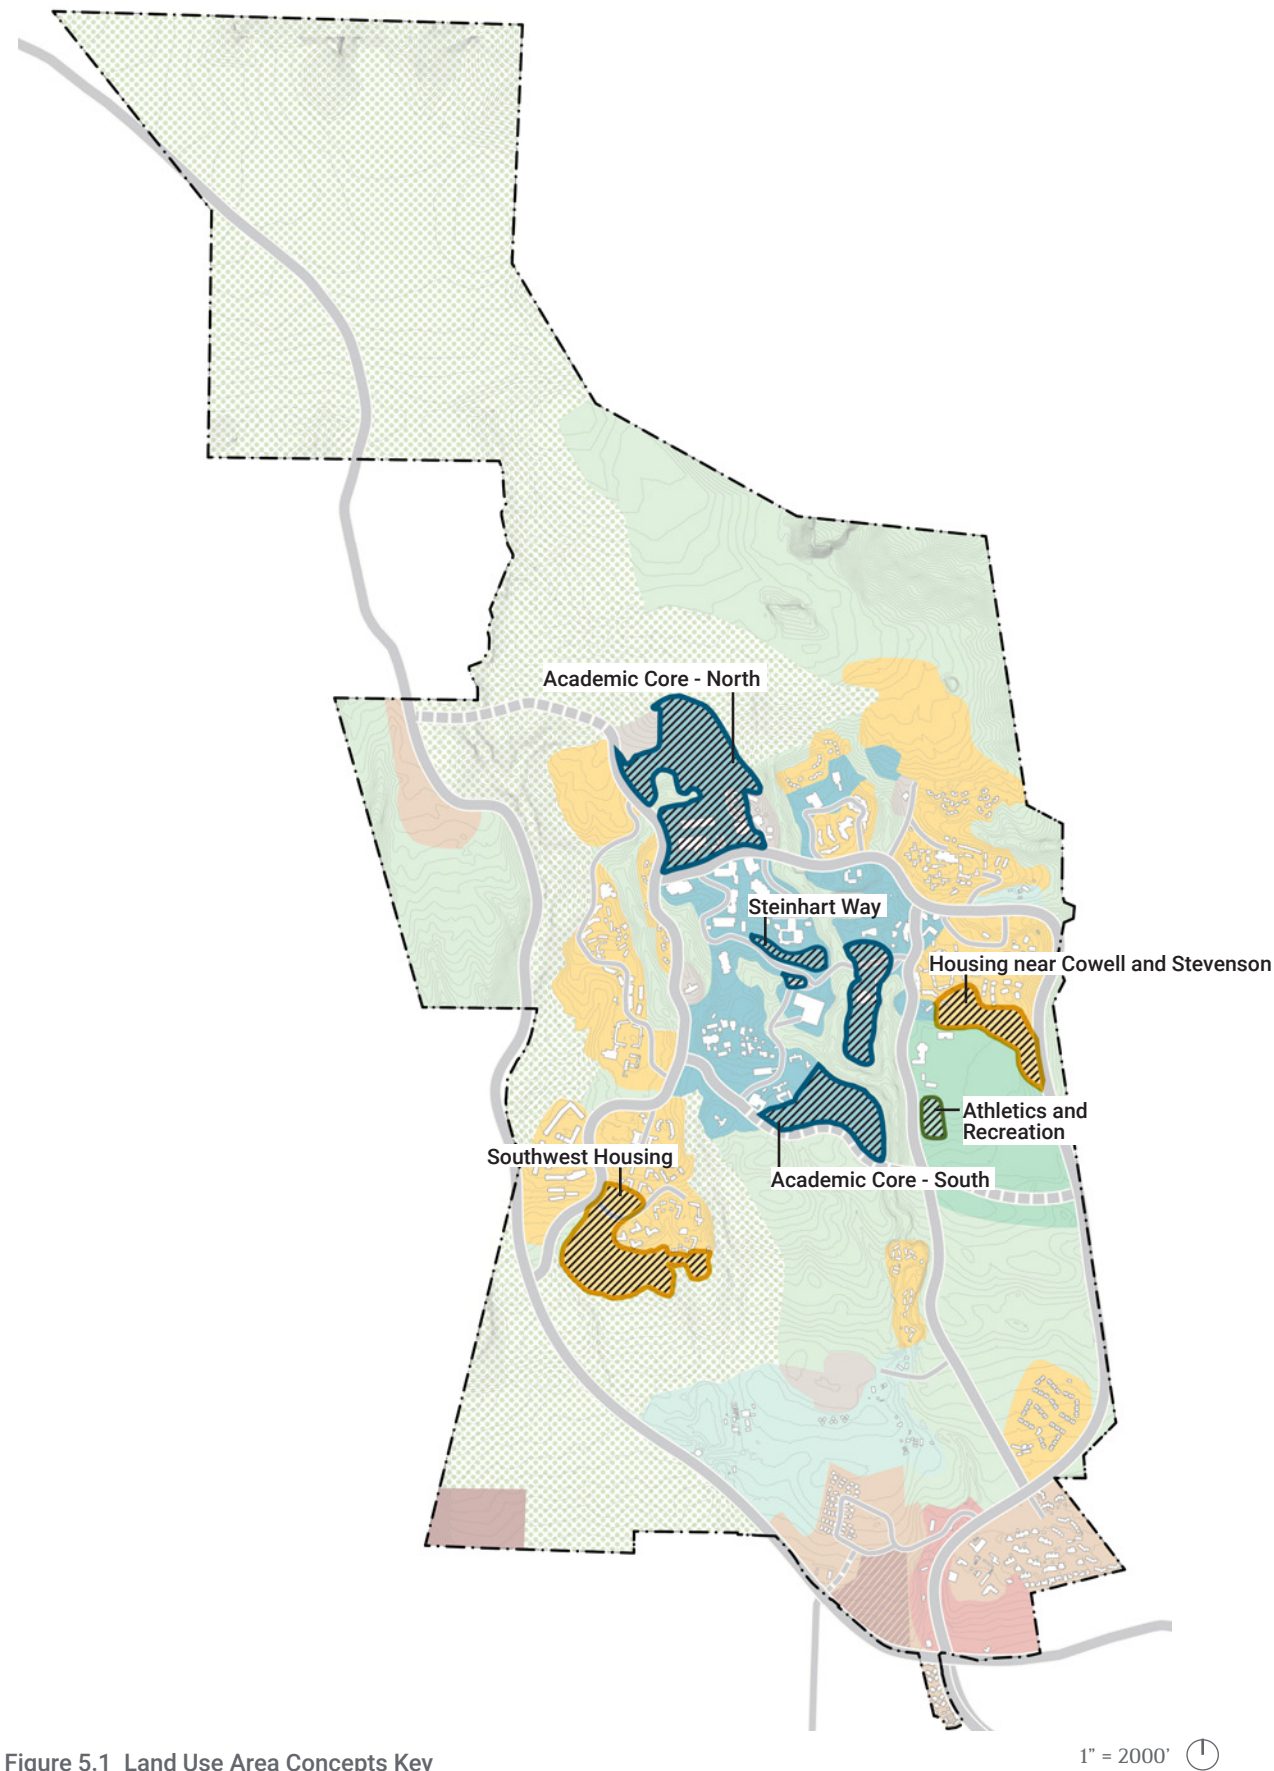 Academic Core - North
Steinhart Way
Housing near Cowell and Stevenson
Athletics and
Recreation
Southwest Housing
Academic Core - South
Figure 5.1 Land Use Area Concepts Key
1” = 2000’